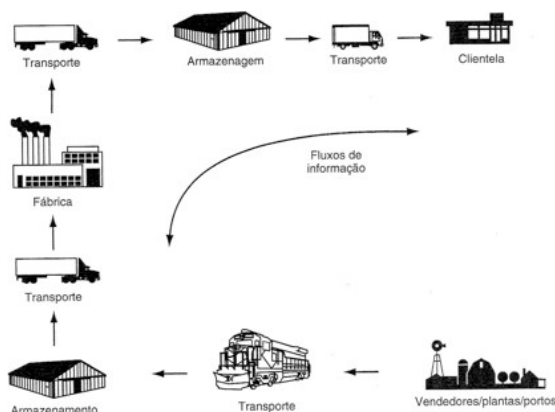 Transporte
Armazenagem
Transporte
Clientela
Fluxos de
informação
Fábrica
Transporte
Armazenamento
Transporte
Vendedores/plantas/portos